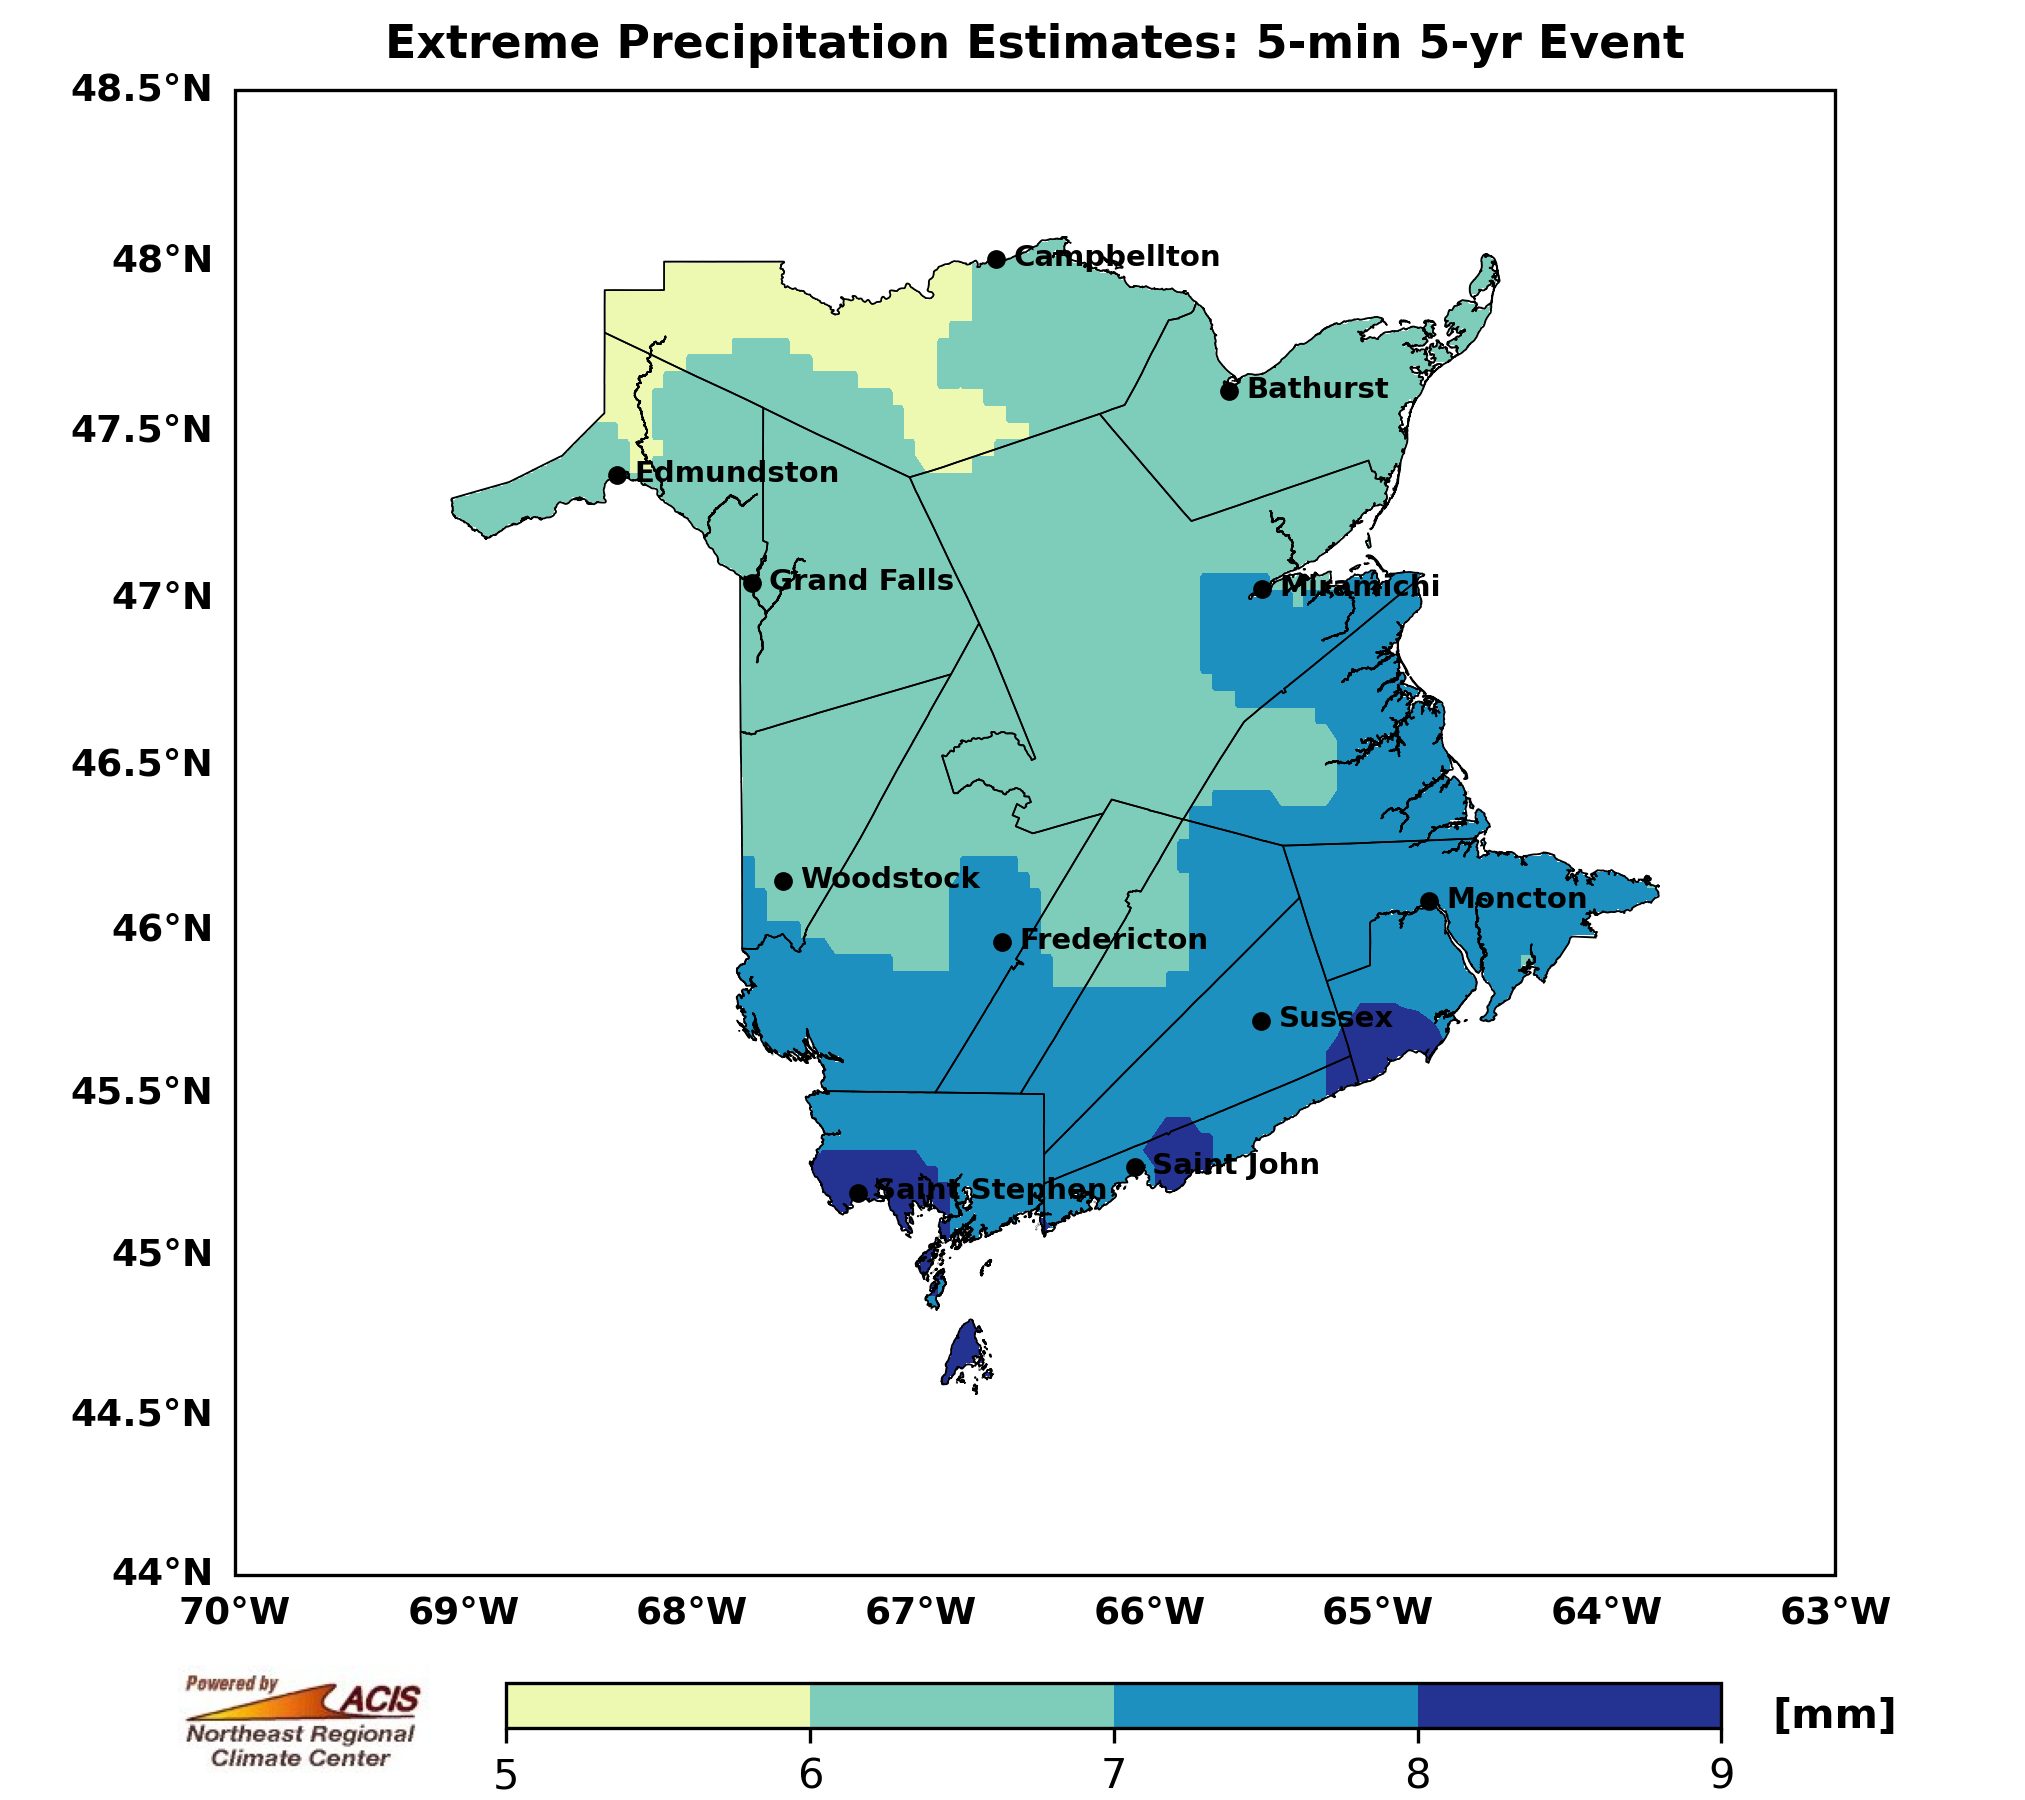 Extreme Precipitation Estimates: 5-min 5-yr Event
48.5°N
48°N
47.5°N
47°N
46.5°N
46°N
45.5°N
45°N
44.5°N
44°N
Campbellton
Bathurst
Edmundston
Grand Falls
Miramichi
Woodstock
Moncton
Fredericton
Sussex
Saint John
Saint Stephen
70°W
69°W
68°W
67°W
66°W
65°W
64°W
63°W
Powered by
ACIS
Northeast Regional
Climate Center
[mm]
5
6
7
8
9